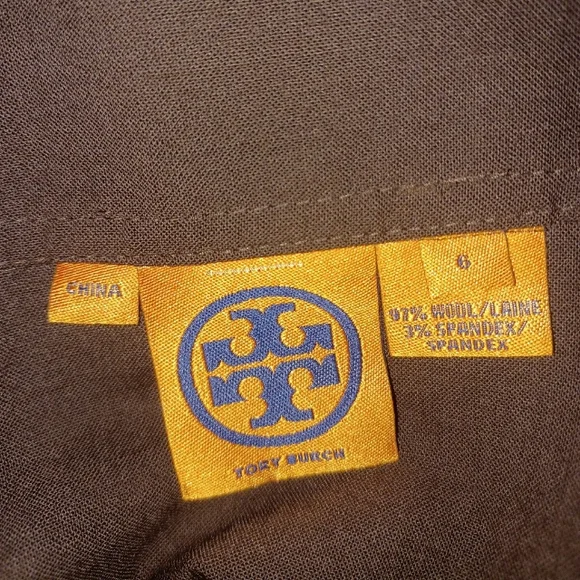 CHINA
TORY BURCH
6
97% WOOL/LAINE
3% SPANDEX/
SPANDEX